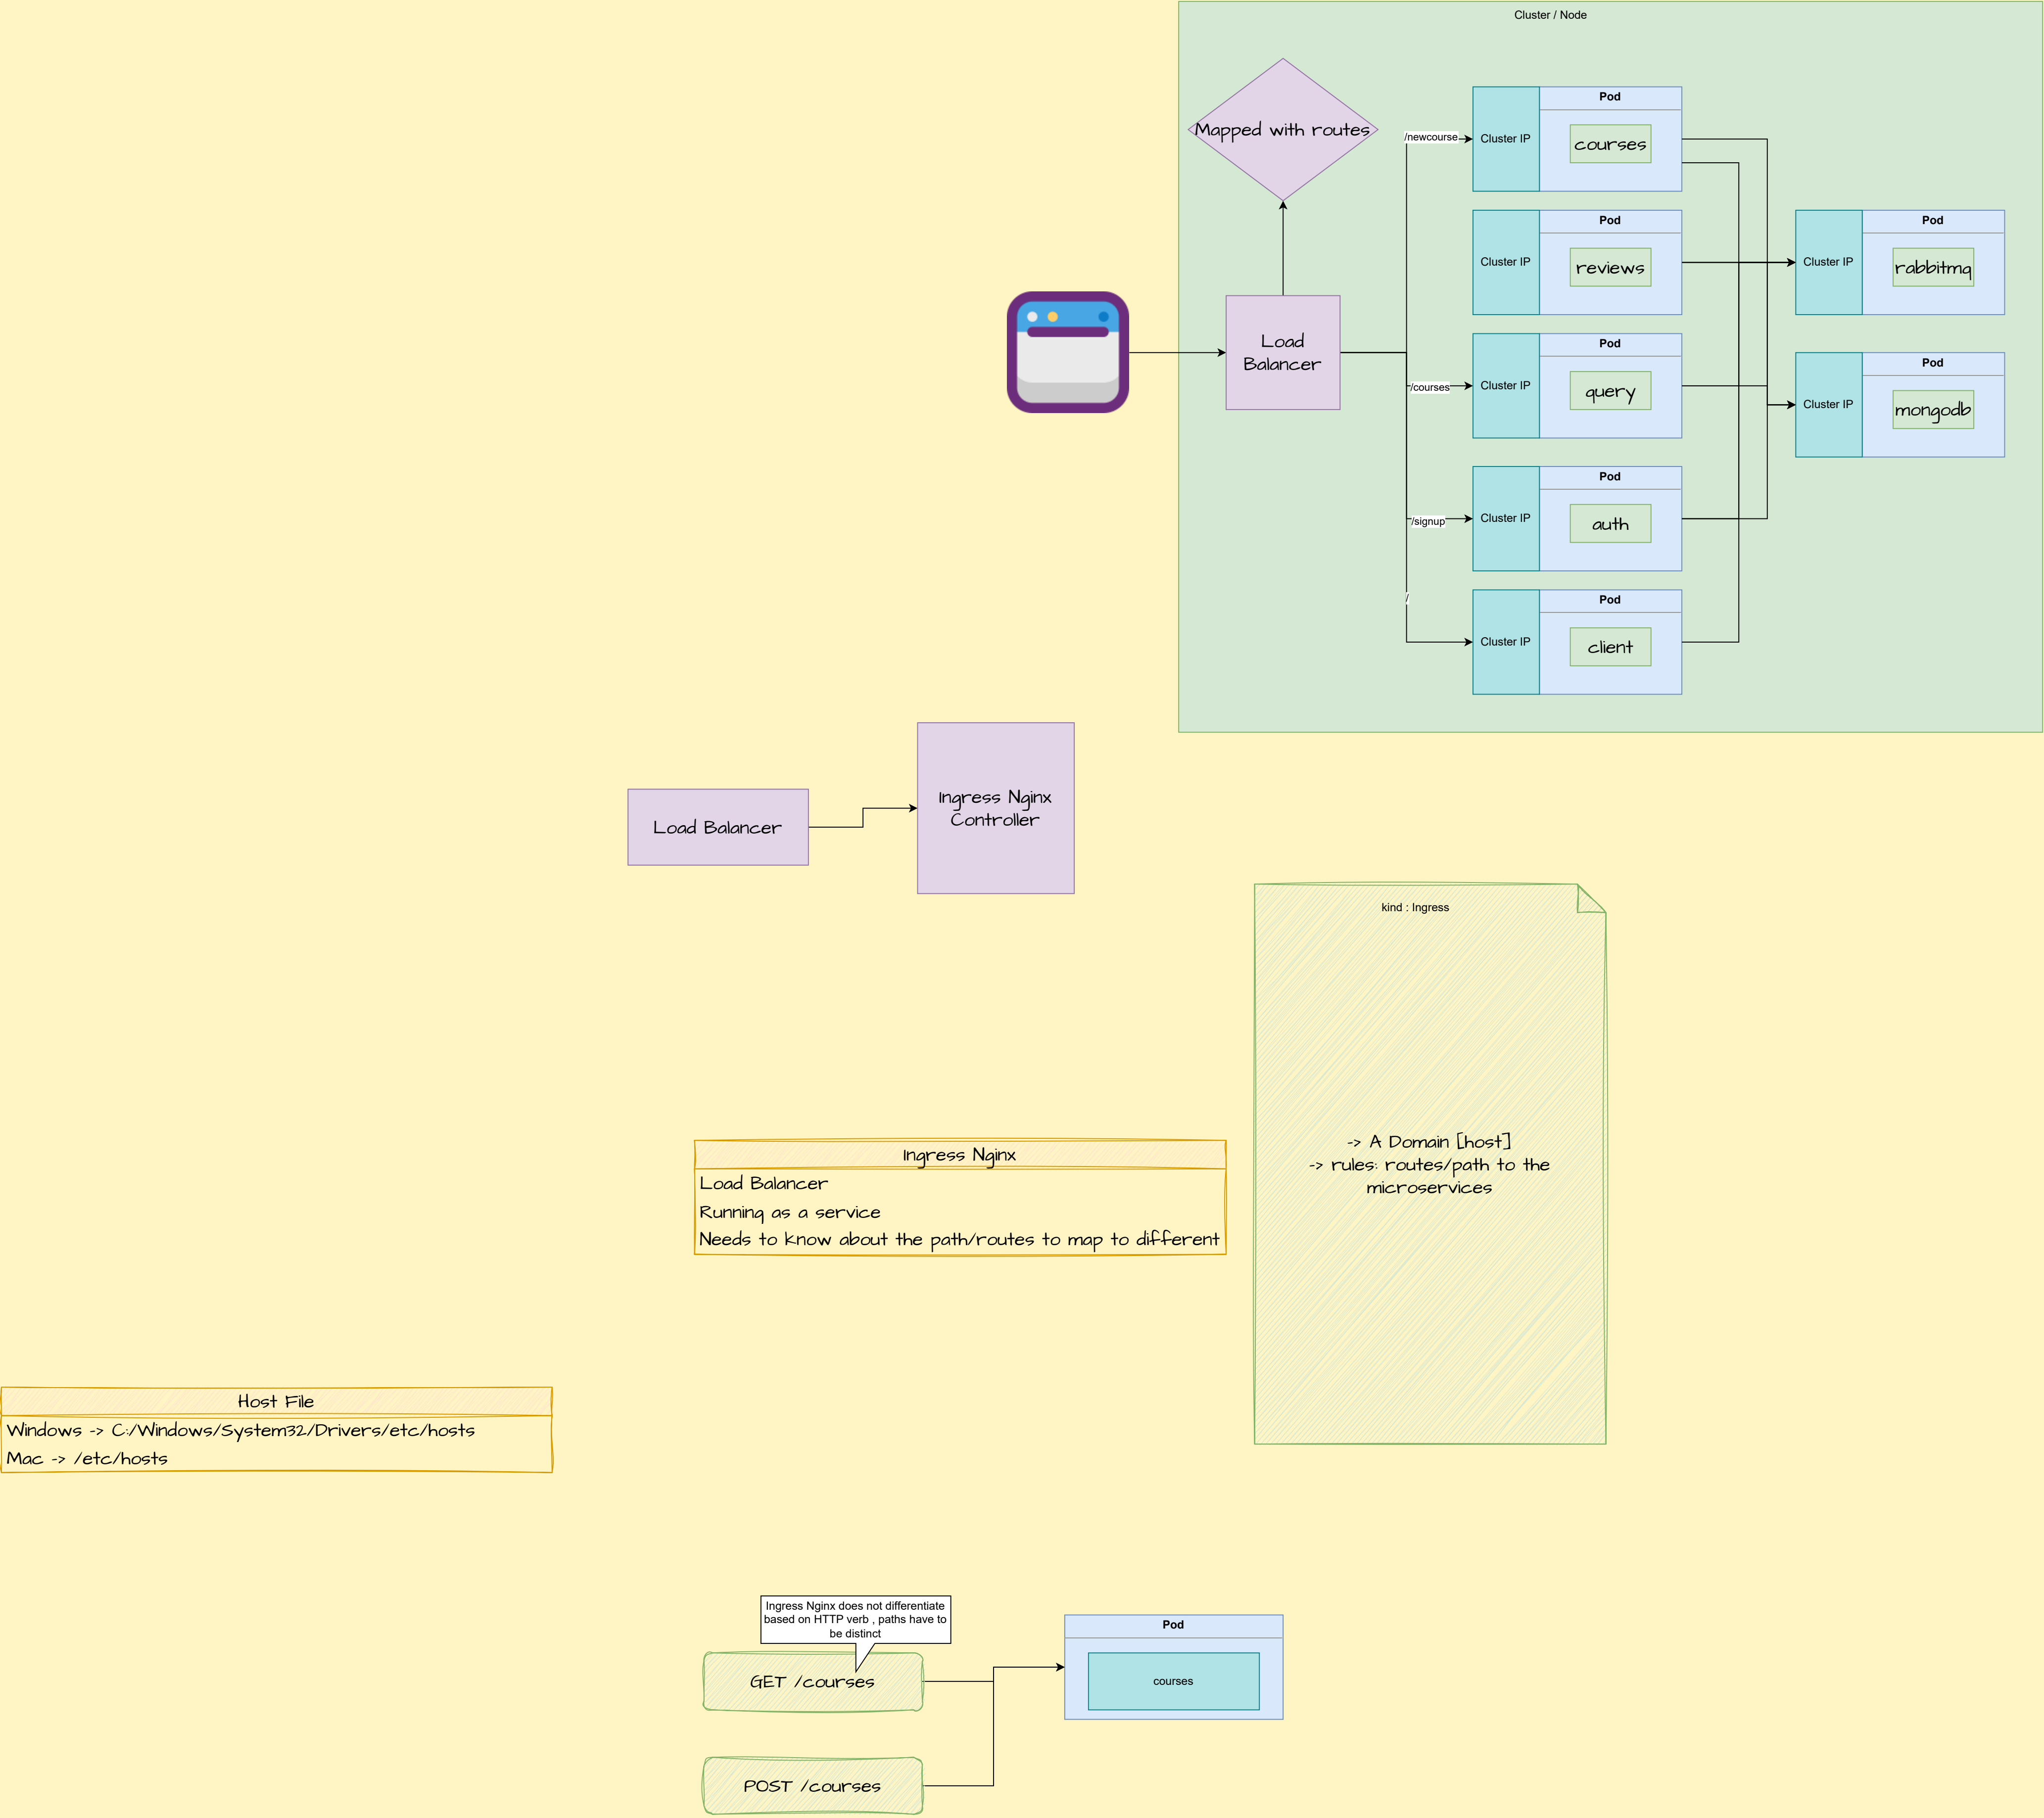 Cluster / Node
Mapped with routes
/newcourse
Cluster IP
Pod
courses
Cluster IP
Pod
reviews
Cluster IP
Pod
rabbitmq
Load
Balancer
/courses
Cluster IP
Pod
query
Cluster IP
Pod
mongodb
/signup
Cluster IP
Pod
auth
/
Cluster IP
Pod
client
Load Balancer
Ingress Nginx
Controller
kind : Ingress
-> A Domain [host]
-> rules: routes/path to the
microservices
Ingress Nginx
Load Balancer
Running as a service
Needs to know about the path/routes to map to different
Host File
Windows -> C:/Windows/System32/Drivers/etc/hosts
Mac -> /etc/hosts
Ingress Nginx does not differentiate
based on HTTP verb , paths have to
be distinct
GET /courses
Pod
courses
POST /courses